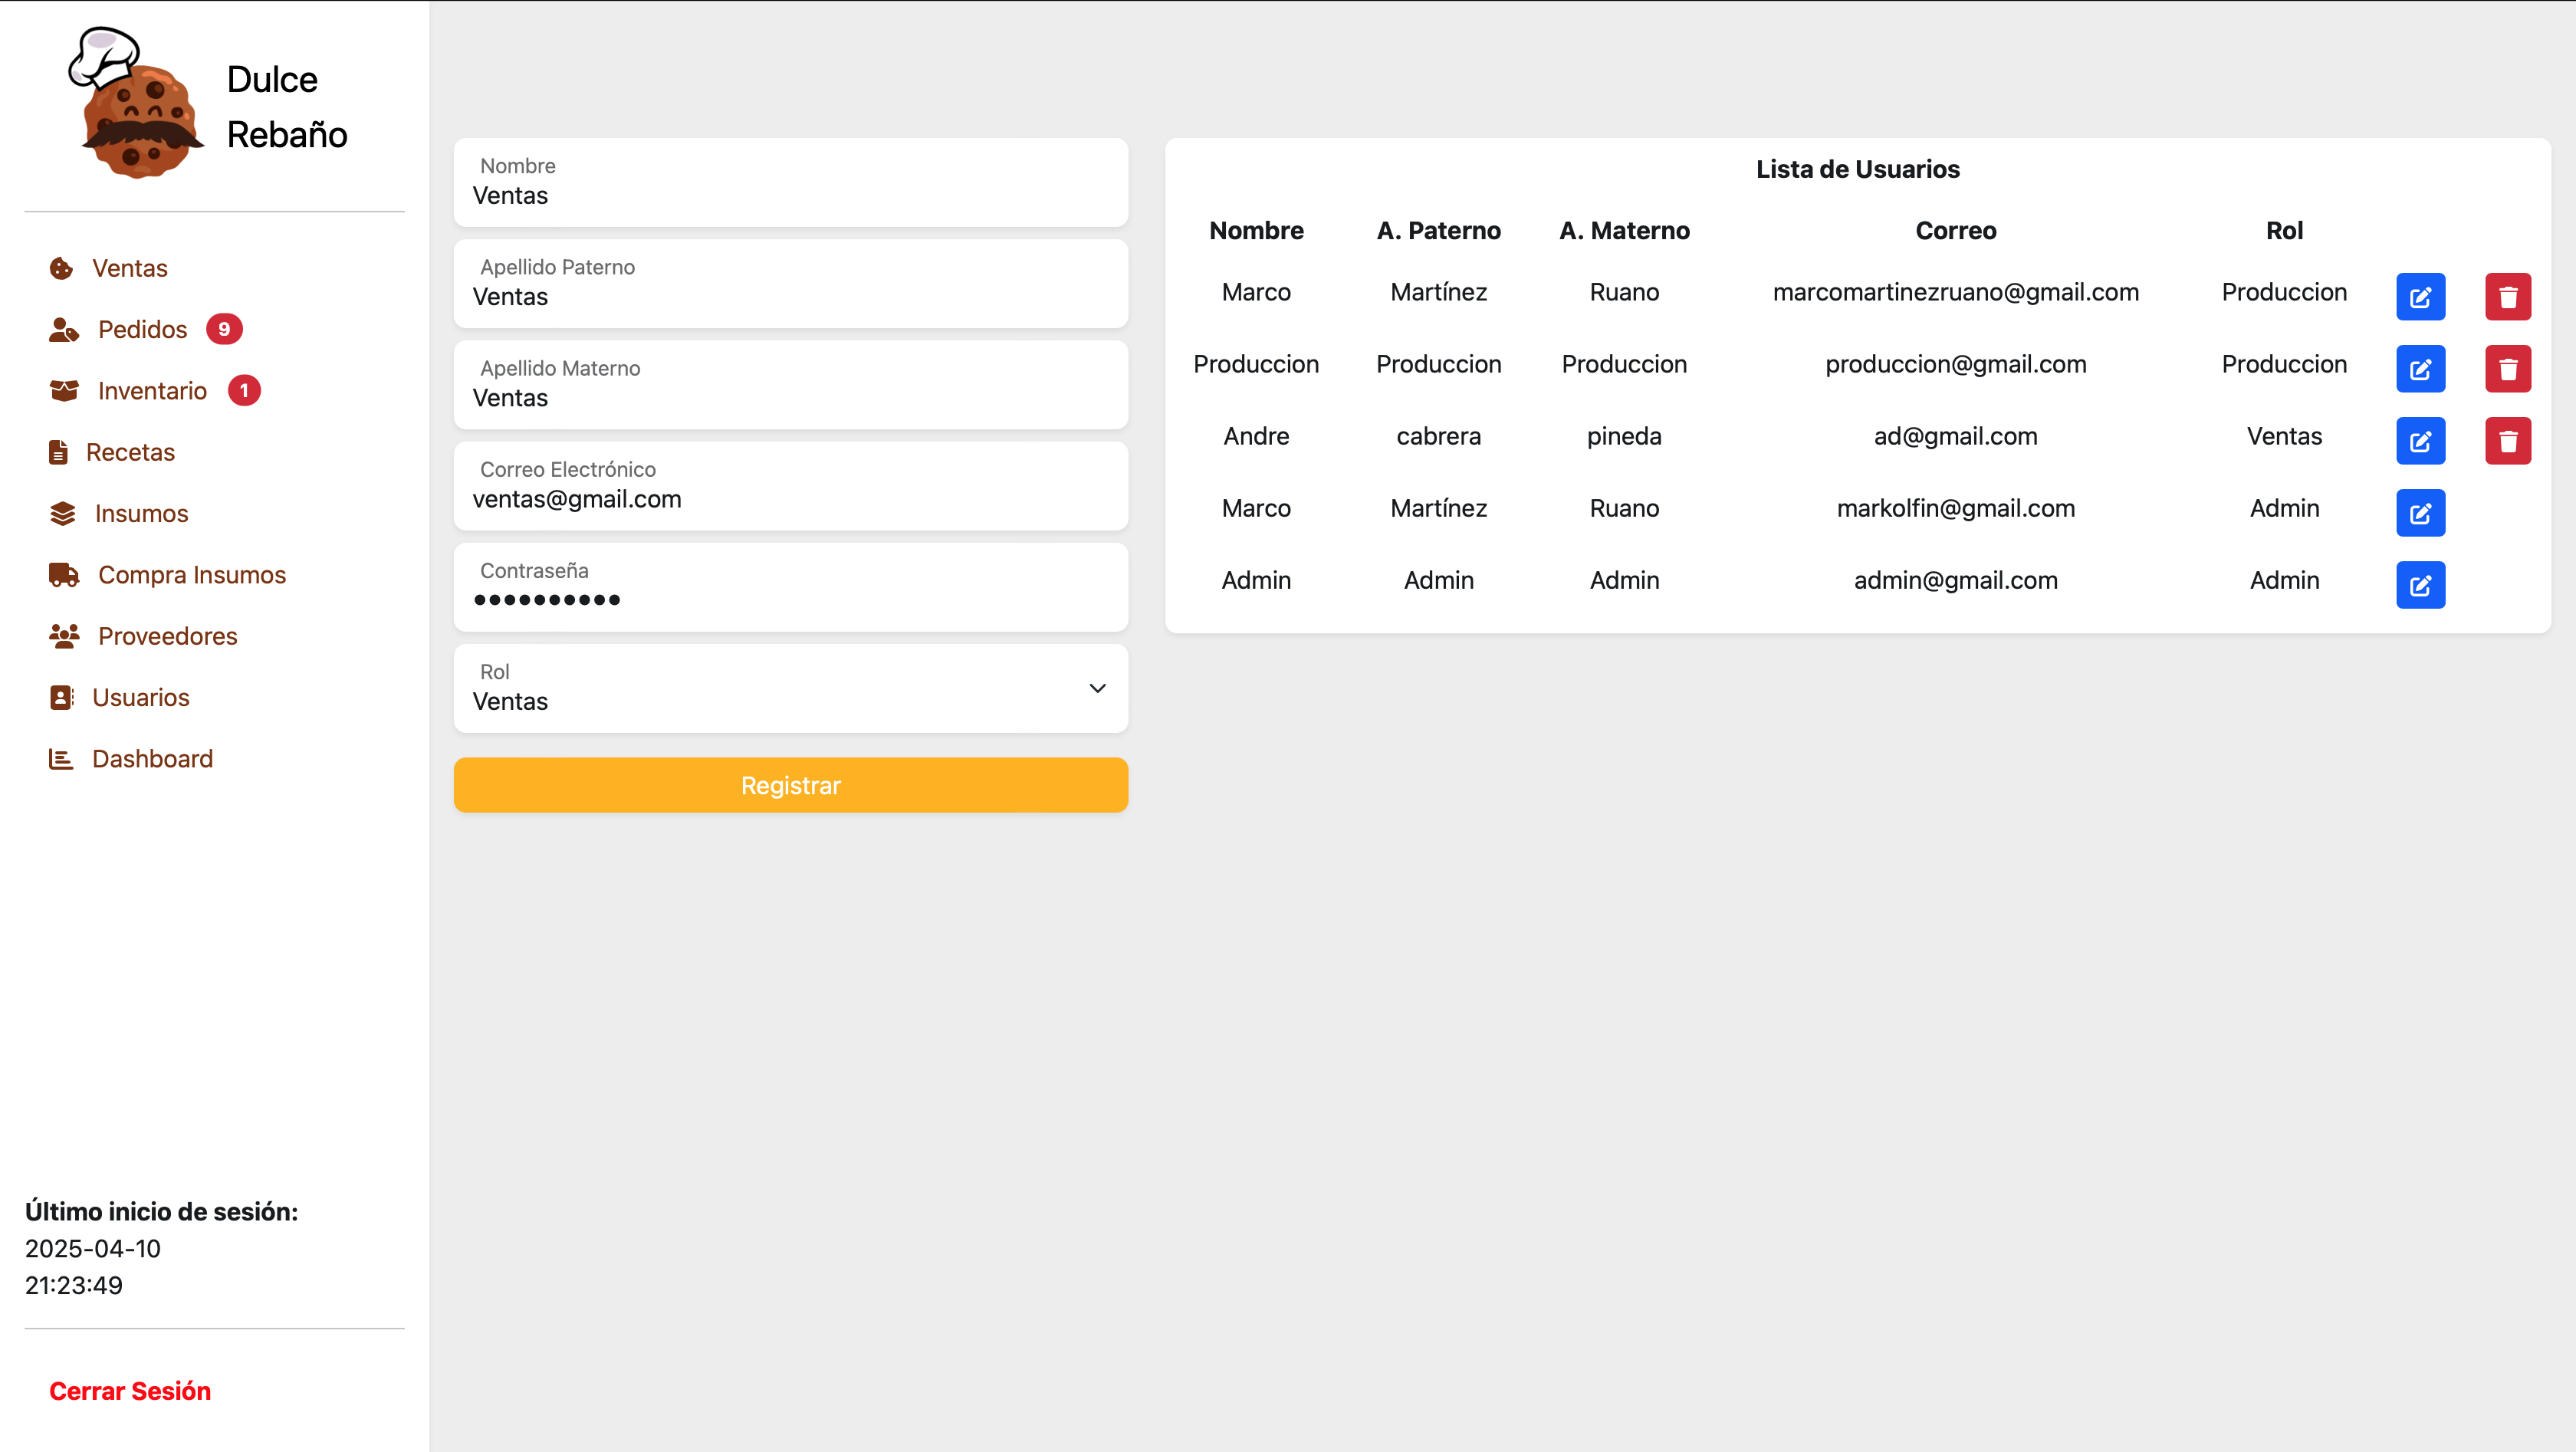 Dulce
Rebaño
Ventas
Pedidos 9
Inventario 1
Recetas
Insumos
Compra Insumos
Proveedores
Usuarios
Dashboard
Último inicio de sesión:
2025-04-10
21:23:49
Cerrar Sesión
Nombre
Ventas
Apellido Paterno
Ventas
Apellido Materno
Ventas
Correo Electrónico
ventas@gmail.com
Contraseña
••••••••••
Rol
Ventas
Registrar
Lista de Usuarios
Nombre A. Paterno A. Materno Correo Rol
Marco Martínez Ruano marcomartinezruano@gmail.com Produccion
Produccion Produccion Produccion produccion@gmail.com Produccion
Andre cabrera pineda ad@gmail.com Ventas
Marco Martínez Ruano markolfin@gmail.com Admin
Admin Admin Admin admin@gmail.com Admin